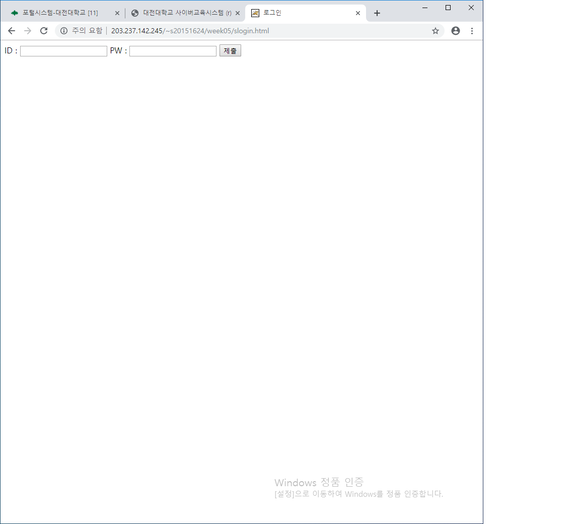 포털시스템-대전대학교 [11]
대전대학교 사이버교육시스템 (r)
로그인
주의 요함 | 203.237.142.245/~s20151624/week05/slogin.html
ID : PW : 제출
Windows 정품 인증
[설정]으로 이동하여 Windows를 정품 인증합니다.